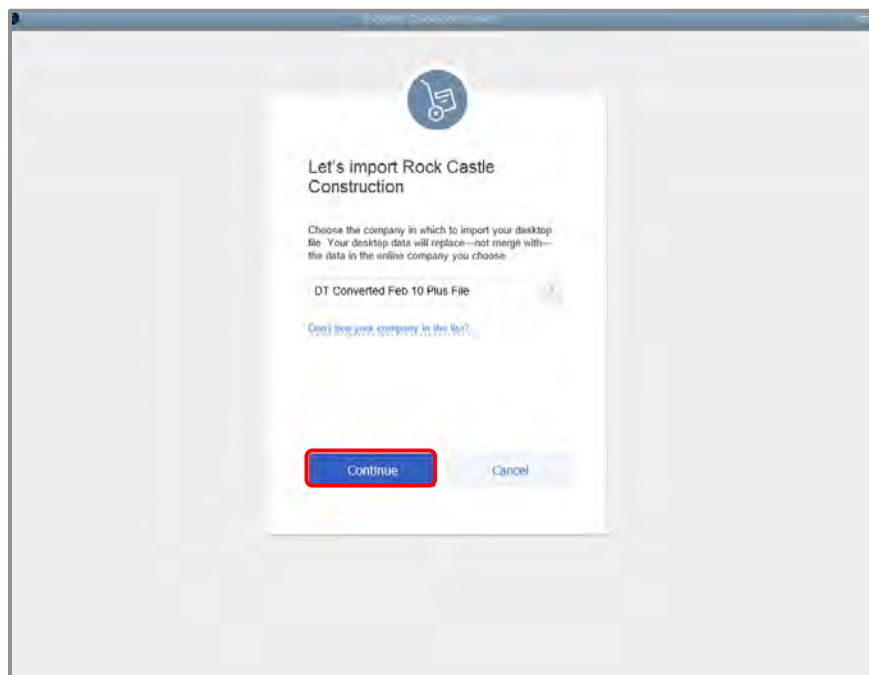 Let's import Rock Castle
Construction
Choose the company in which to import your desktop
file. Your desktop data will replace—not merge with—
the data in the online company you choose
DT Converted Feb 10 Plus File
Don't see your company in the list?
Continue
Cancel